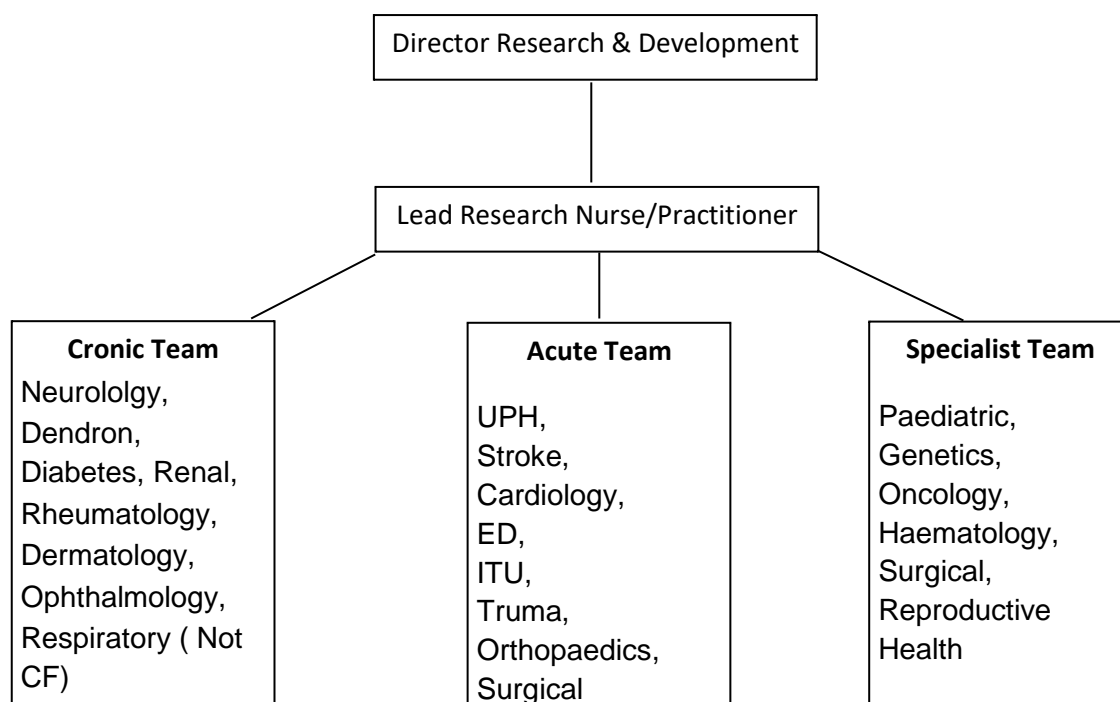 Director Research & Development
Lead Research Nurse/Practitioner
Cronic Team
Neurololgy,
Dendron,
Diabetes, Renal,
Rheumatology,
Dermatology,
Ophthalmology,
Respiratory ( Not
CF)
Acute Team
UPH,
Stroke,
Cardiology,
ED,
ITU,
Truma,
Orthopaedics,
Surgical
Specialist Team
Paediatric,
Genetics,
Oncology,
Haematology,
Surgical,
Reproductive
Health